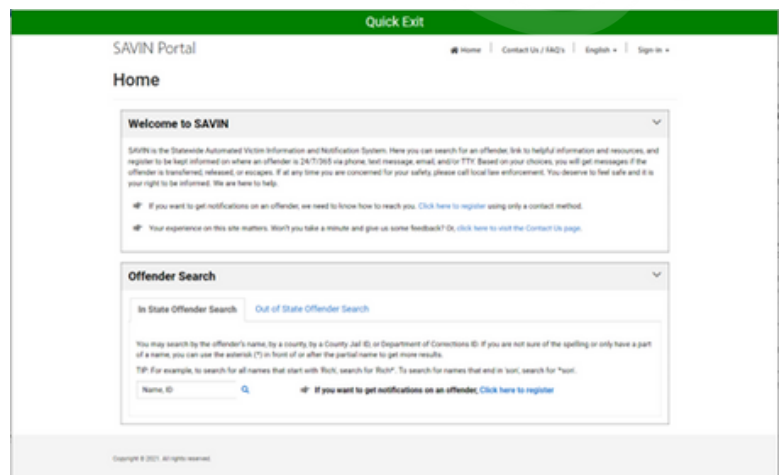 Quick Exit
SAVIN Portal
Home
Contact Us / FAQ's
English
Sign In
Home
Welcome to SAVIN
SAVIN is the Statewide Automated Victim Information and Notification System. Here you can search for an offender, link to helpful information and resources, and
register to be kept informed on where an offender is 24/7/365 via phone, text message, email, and/or TTY. Based on your choices, you will get messages if the
offender is transferred, released, or escapes. If at any time you are concerned for your safety, please call local law enforcement. You deserve to feel safe and it is
your right to be informed. We are here to help.
If you want to get notifications on an offender, we need to know how to reach you. Click here to register using only a contact method.
Your experience on this site matters. Won't you take a minute and give us some feedback? Or, click here to visit the Contact Us page.
Offender Search
In State Offender Search
Out of State Offender Search
You may search by the offender's name, by a county, by a County Jail ID, or Department of Corrections ID. If you are not sure of the spelling or only have a part
of a name, you can use the asterisk (*) in front of or after the partial name to get more results.
TIP: For example, to search for all names that start with 'Rich', search for 'Rich*'. To search for names that end in 'son', search for '*son'.
Name, ID
If you want to get notifications on an offender, Click here to register
Copyright © 2021. All rights reserved.